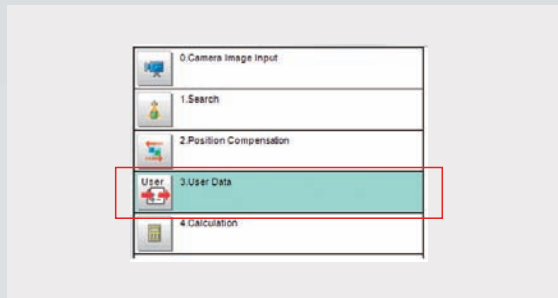 0.Camera Image Input
1.Search
2.Position Compensation
User
3.User Data
4.Calculation